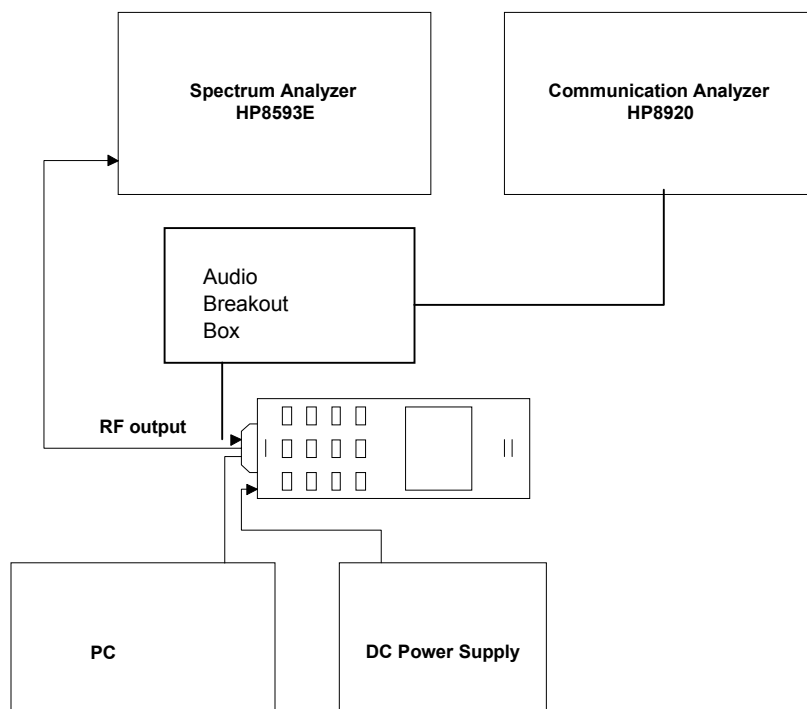 Spectrum Analyzer
HP8593E
Communication Analyzer
HP8920
Audio
Breakout
Box
RF output
PC
DC Power Supply